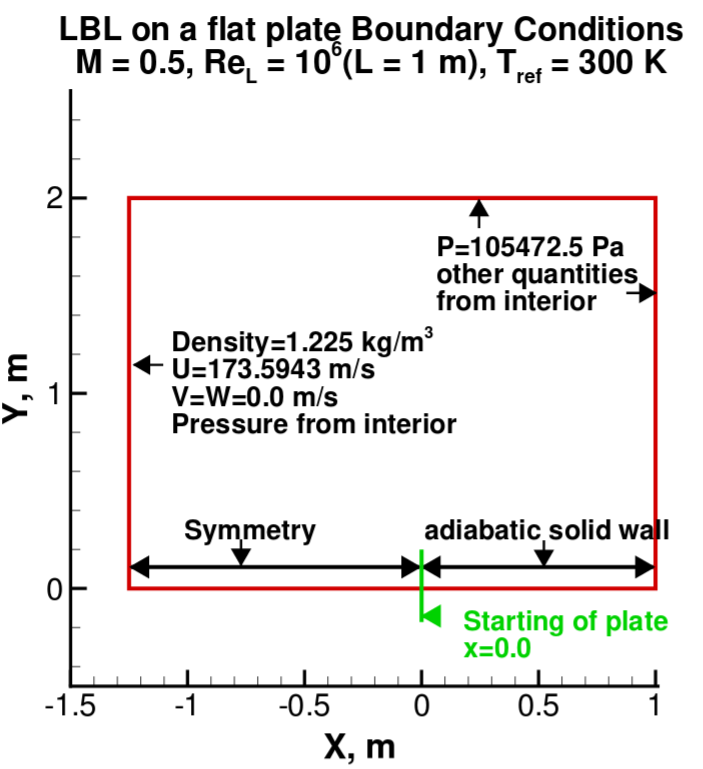 LBL on a flat plate Boundary Conditions
M = 0.5, Re_L = 10^6(L = 1 m), T_ref = 300 K
Y, m
2
1
0
P=105472.5 Pa
other quantities
from interior
Density=1.225 kg/m^3
U=173.5943 m/s
V=W=0.0 m/s
Pressure from interior
Symmetry
adiabatic solid wall
Starting of plate
x=0.0
-1.5 -1 -0.5 0 0.5 1
X, m